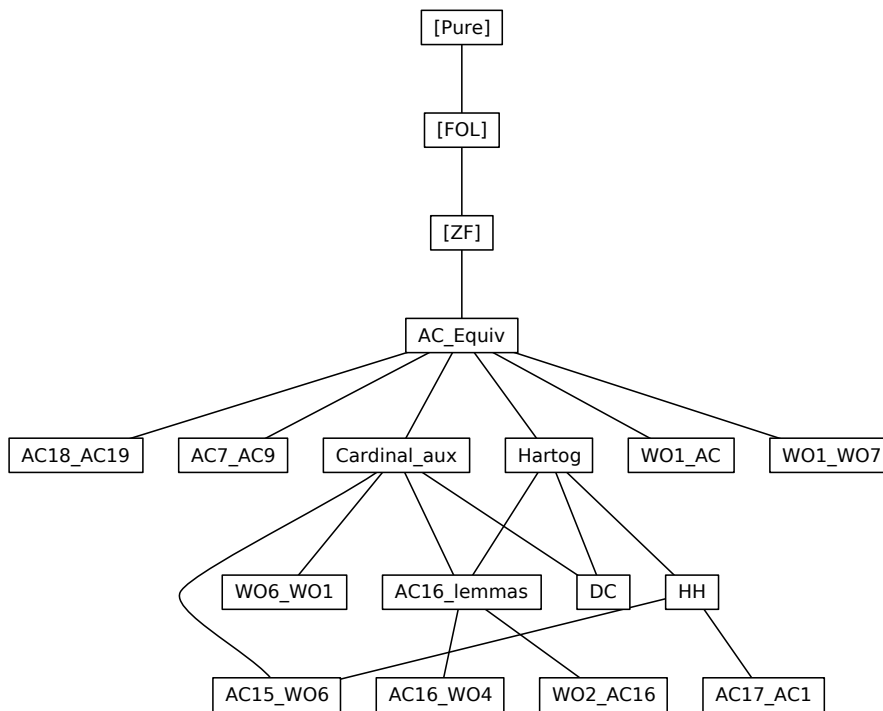 [Pure]
[FOL]
[ZF]
AC_Equiv
AC18_AC19
AC7_AC9
Cardinal_aux
Hartog
WO1_AC
WO1_WO7
WO6_WO1
AC16_lemmas
DC
HH
AC15_WO6
AC16_WO4
WO2_AC16
AC17_AC1